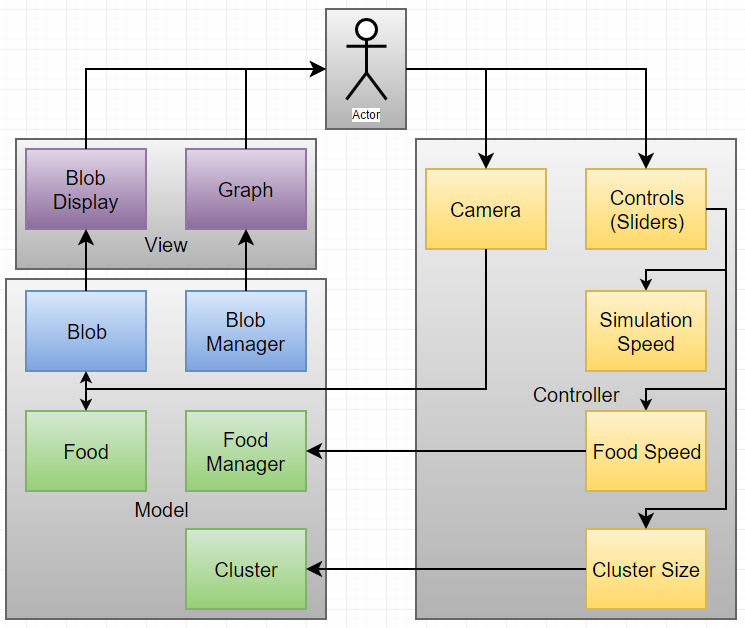 Actor
Blob
Display
Graph
View
Camera
Controls
(Sliders)
Blob
Blob
Manager
Simulation
Speed
Controller
Food
Food
Manager
Food Speed
Model
Cluster
Cluster Size